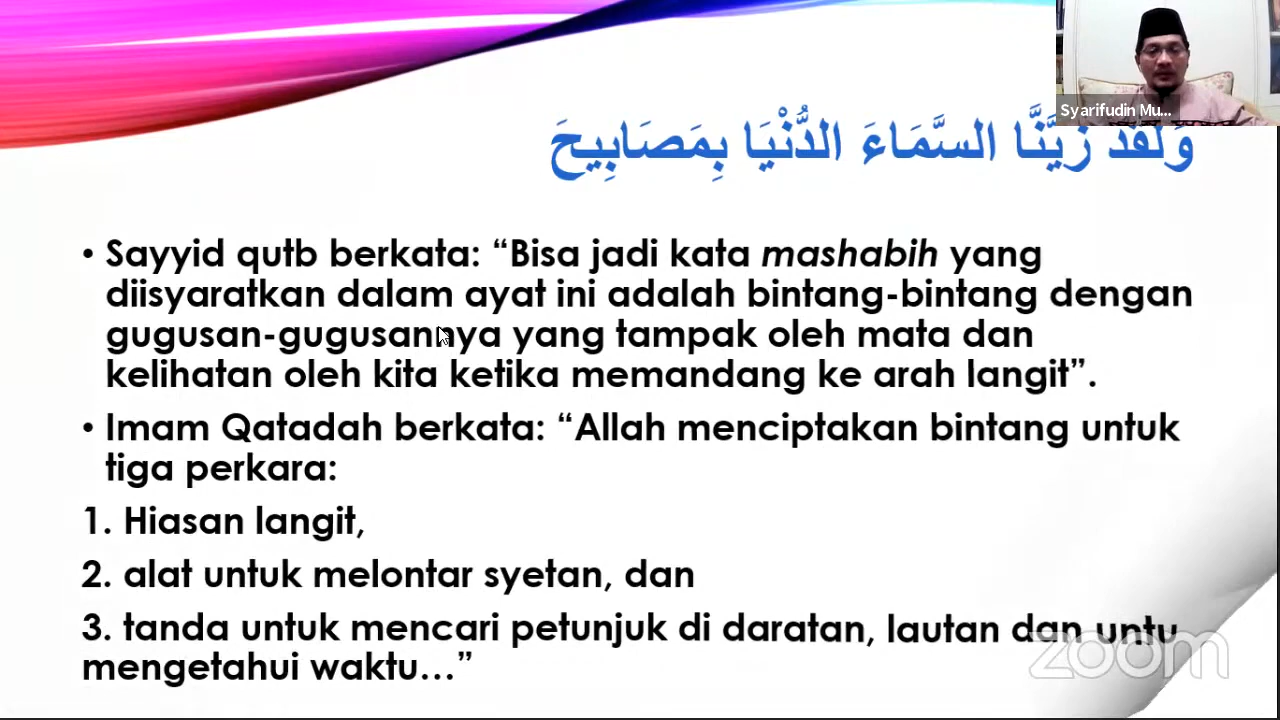 Syarifudin Mu...
وَلَقَدْ زَيَّنَّا السَّمَاءَ الدُّنْيَا بِمَصَابِيحَ
• Sayyid qutb berkata: “Bisa jadi kata mashabih yang
diisyaratkan dalam ayat ini adalah bintang-bintang dengan
gugusan-gugusannya yang tampak oleh mata dan
kelihatan oleh kita ketika memandang ke arah langit”.
• Imam Qatadah berkata: “Allah menciptakan bintang untuk
tiga perkara:
1. Hiasan langit,
2. alat untuk melontar syetan, dan
3. tanda untuk mencari petunjuk di daratan, lautan dan untu
mengetahui waktu…”
zoom